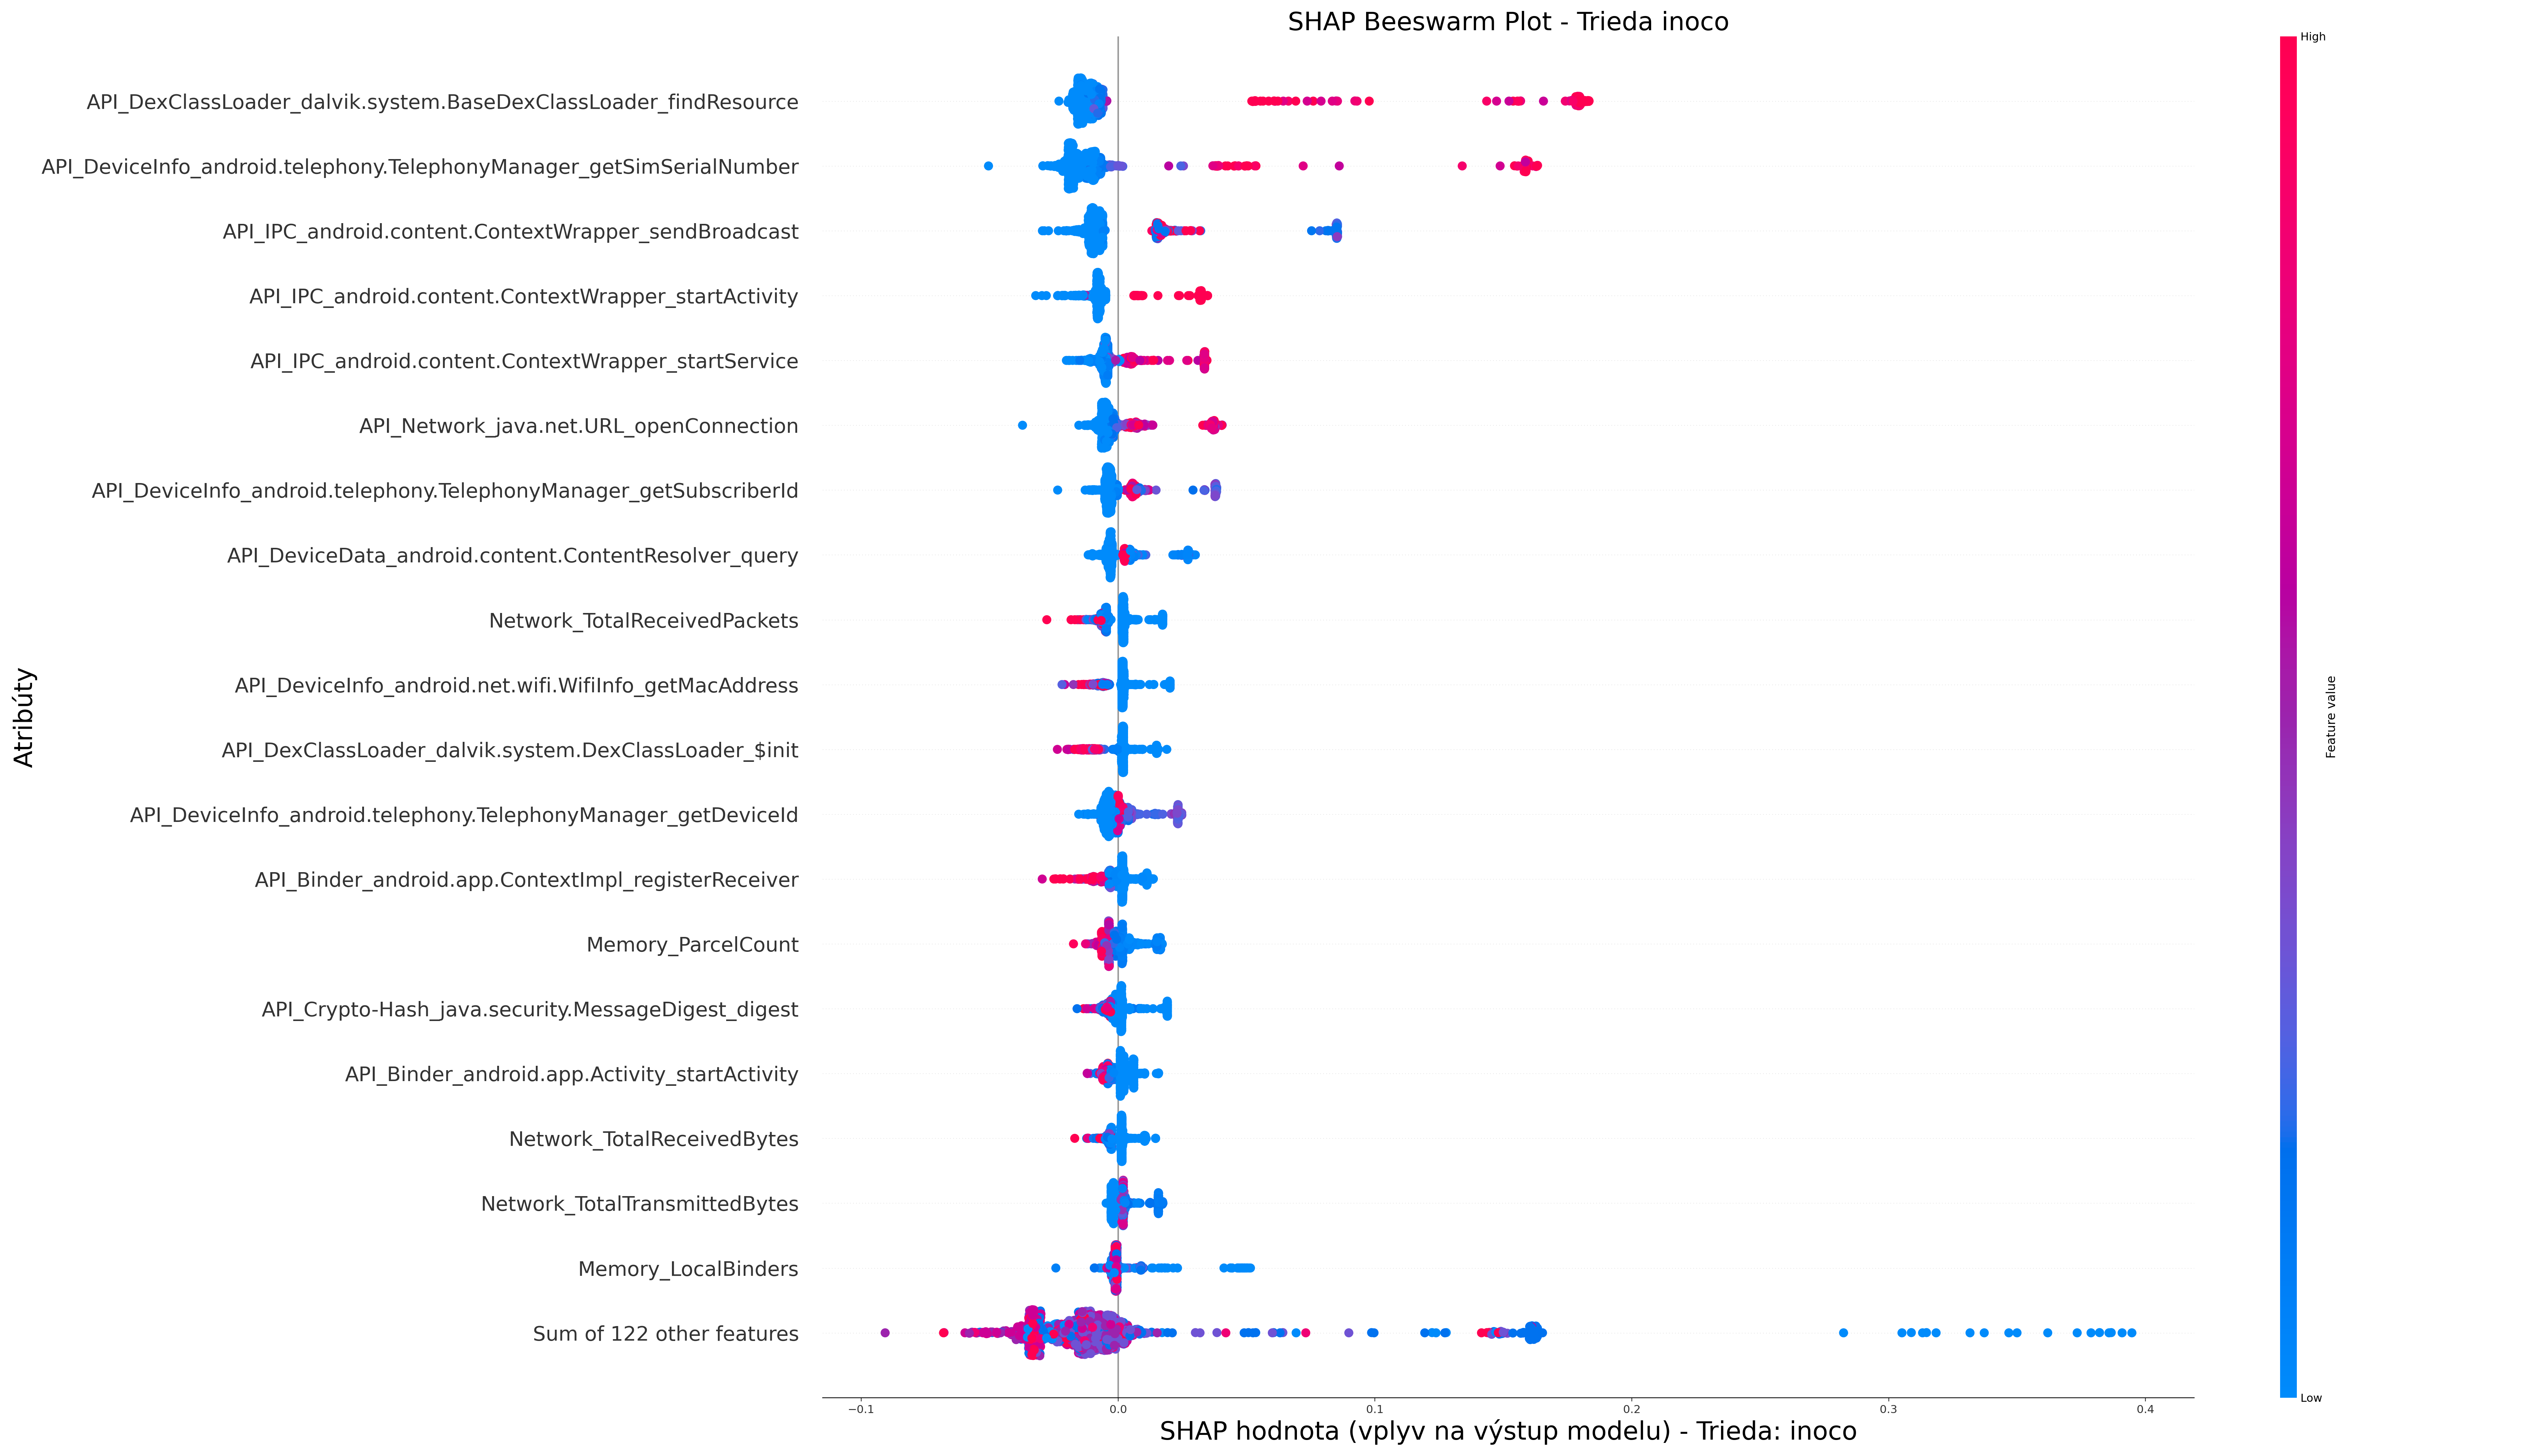 SHAP Beeswarm Plot - Trieda inoco
High
API_DexClassLoader_dalvik.system.BaseDexClassLoader_findResource
API_DeviceInfo_android.telephony.TelephonyManager_getSimSerialNumber
API_IPC_android.content.ContextWrapper_sendBroadcast
API_IPC_android.content.ContextWrapper_startActivity
API_IPC_android.content.ContextWrapper_startService
API_Network_java.net.URL_openConnection
API_DeviceInfo_android.telephony.TelephonyManager_getSubscriberId
API_DeviceData_android.content.ContentResolver_query
Network_TotalReceivedPackets
API_DeviceInfo_android.net.wifi.WifiInfo_getMacAddress
API_DexClassLoader_dalvik.system.DexClassLoader_$init
API_DeviceInfo_android.telephony.TelephonyManager_getDeviceId
API_Binder_android.app.ContextImpl_registerReceiver
Memory_ParcelCount
API_Crypto-Hash_java.security.MessageDigest_digest
API_Binder_android.app.Activity_startActivity
Network_TotalReceivedBytes
Network_TotalTransmittedBytes
Memory_LocalBinders
Sum of 122 other features
Atribúty
Feature value
Low
−0.1 0.0 0.1 0.2 0.3 0.4
SHAP hodnota (vplyv na výstup modelu) - Trieda: inoco